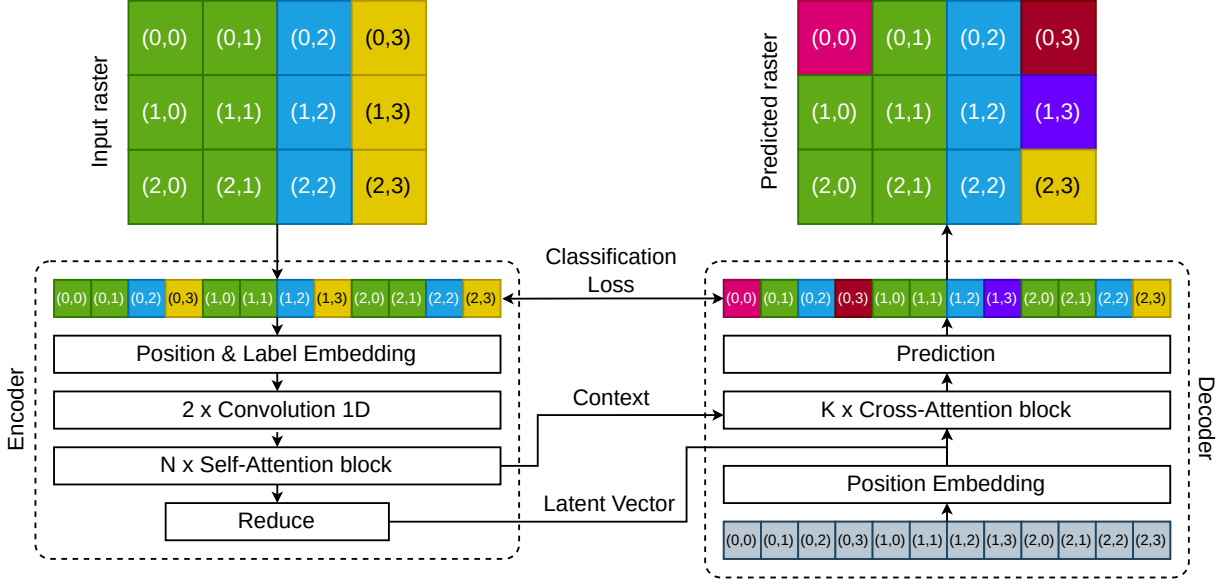 Input raster
(0,0) (0,1) (0,2) (0,3)
(1,0) (1,1) (1,2) (1,3)
(2,0) (2,1) (2,2) (2,3)
Predicted raster
(0,0) (0,1) (0,2) (0,3)
(1,0) (1,1) (1,2) (1,3)
(2,0) (2,1) (2,2) (2,3)
Encoder
(0,0) (0,1) (0,2) (0,3) (1,0) (1,1) (1,2) (1,3) (2,0) (2,1) (2,2) (2,3)
Position & Label Embedding
2 x Convolution 1D
N x Self-Attention block
Reduce
Classification
Loss
Context
Latent Vector
Decoder
(0,0) (0,1) (0,2) (0,3) (1,0) (1,1) (1,2) (1,3) (2,0) (2,1) (2,2) (2,3)
Prediction
K x Cross-Attention block
Position Embedding
(0,0) (0,1) (0,2) (0,3) (1,0) (1,1) (1,2) (1,3) (2,0) (2,1) (2,2) (2,3)